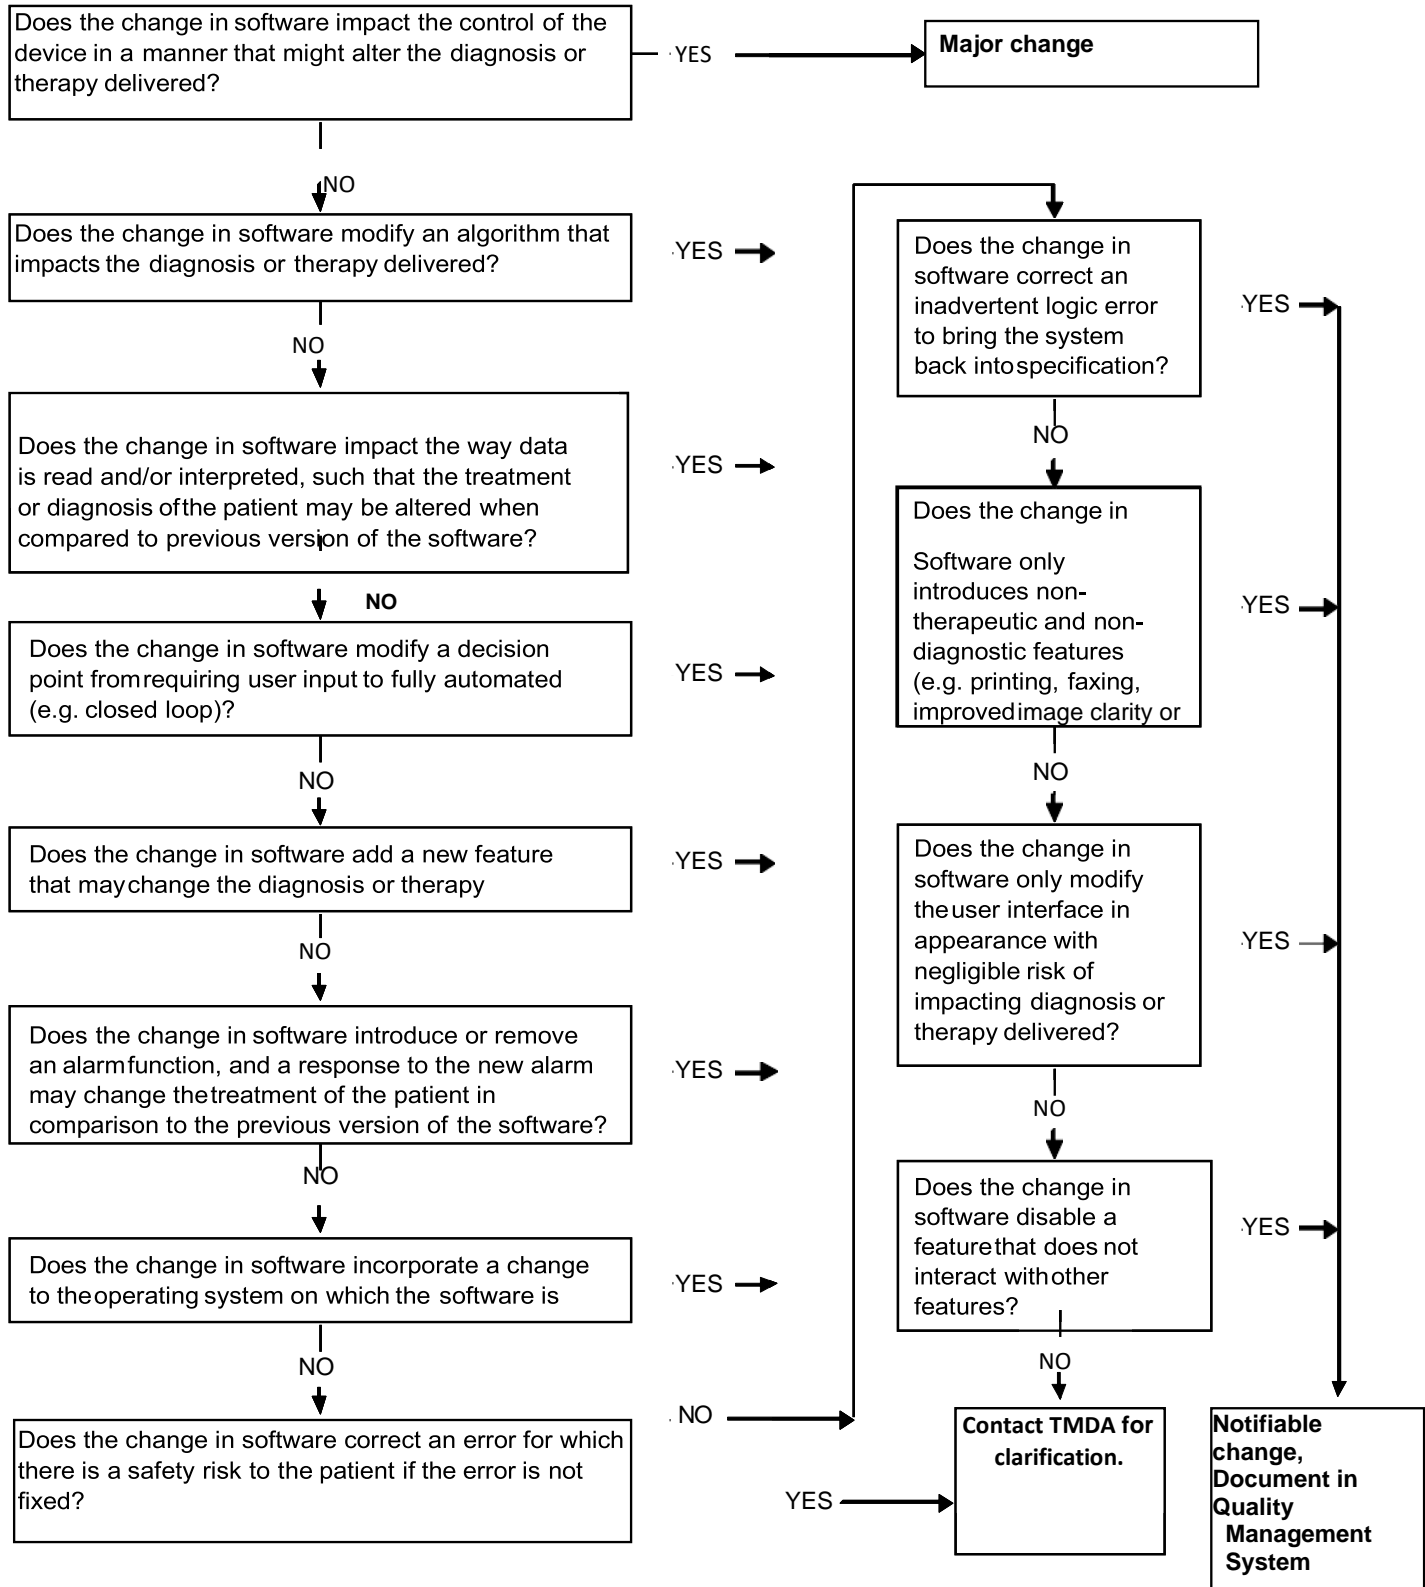 Does the change in software impact the control of the
device in a manner that might alter the diagnosis or
therapy delivered?
YES
Major change
NO
Does the change in software modify an algorithm that
impacts the diagnosis or therapy delivered?
YES
NO
Does the change in software impact the way data
is read and/or interpreted, such that the treatment
or diagnosis of the patient may be altered when
compared to previous version of the software?
YES
NO
Does the change in software modify a decision
point from requiring user input to fully automated
(e.g. closed loop)?
YES
NO
Does the change in software add a new feature
that may change the diagnosis or therapy
YES
NO
Does the change in software introduce or remove
an alarm function, and a response to the new alarm
may change the treatment of the patient in
comparison to the previous version of the software?
YES
NO
Does the change in software incorporate a change
to the operating system on which the software is
YES
NO
Does the change in software correct an error for which
there is a safety risk to the patient if the error is not
fixed?
NO
YES
Does the change in
software correct an
inadvertent logic error
to bring the system
back into specification?
YES
NO
Does the change in
Software only
introduces non-
therapeutic and non-
diagnostic features
(e.g. printing, faxing,
improved image clarity or
YES
NO
Does the change in
software only modify
the user interface in
appearance with
negligible risk of
impacting diagnosis or
therapy delivered?
YES
NO
Does the change in
software disable a
feature that does not
interact with other
features?
YES
NO
Contact TMDA for
clarification.
Notifiable
change,
Document in
Quality
Management
System